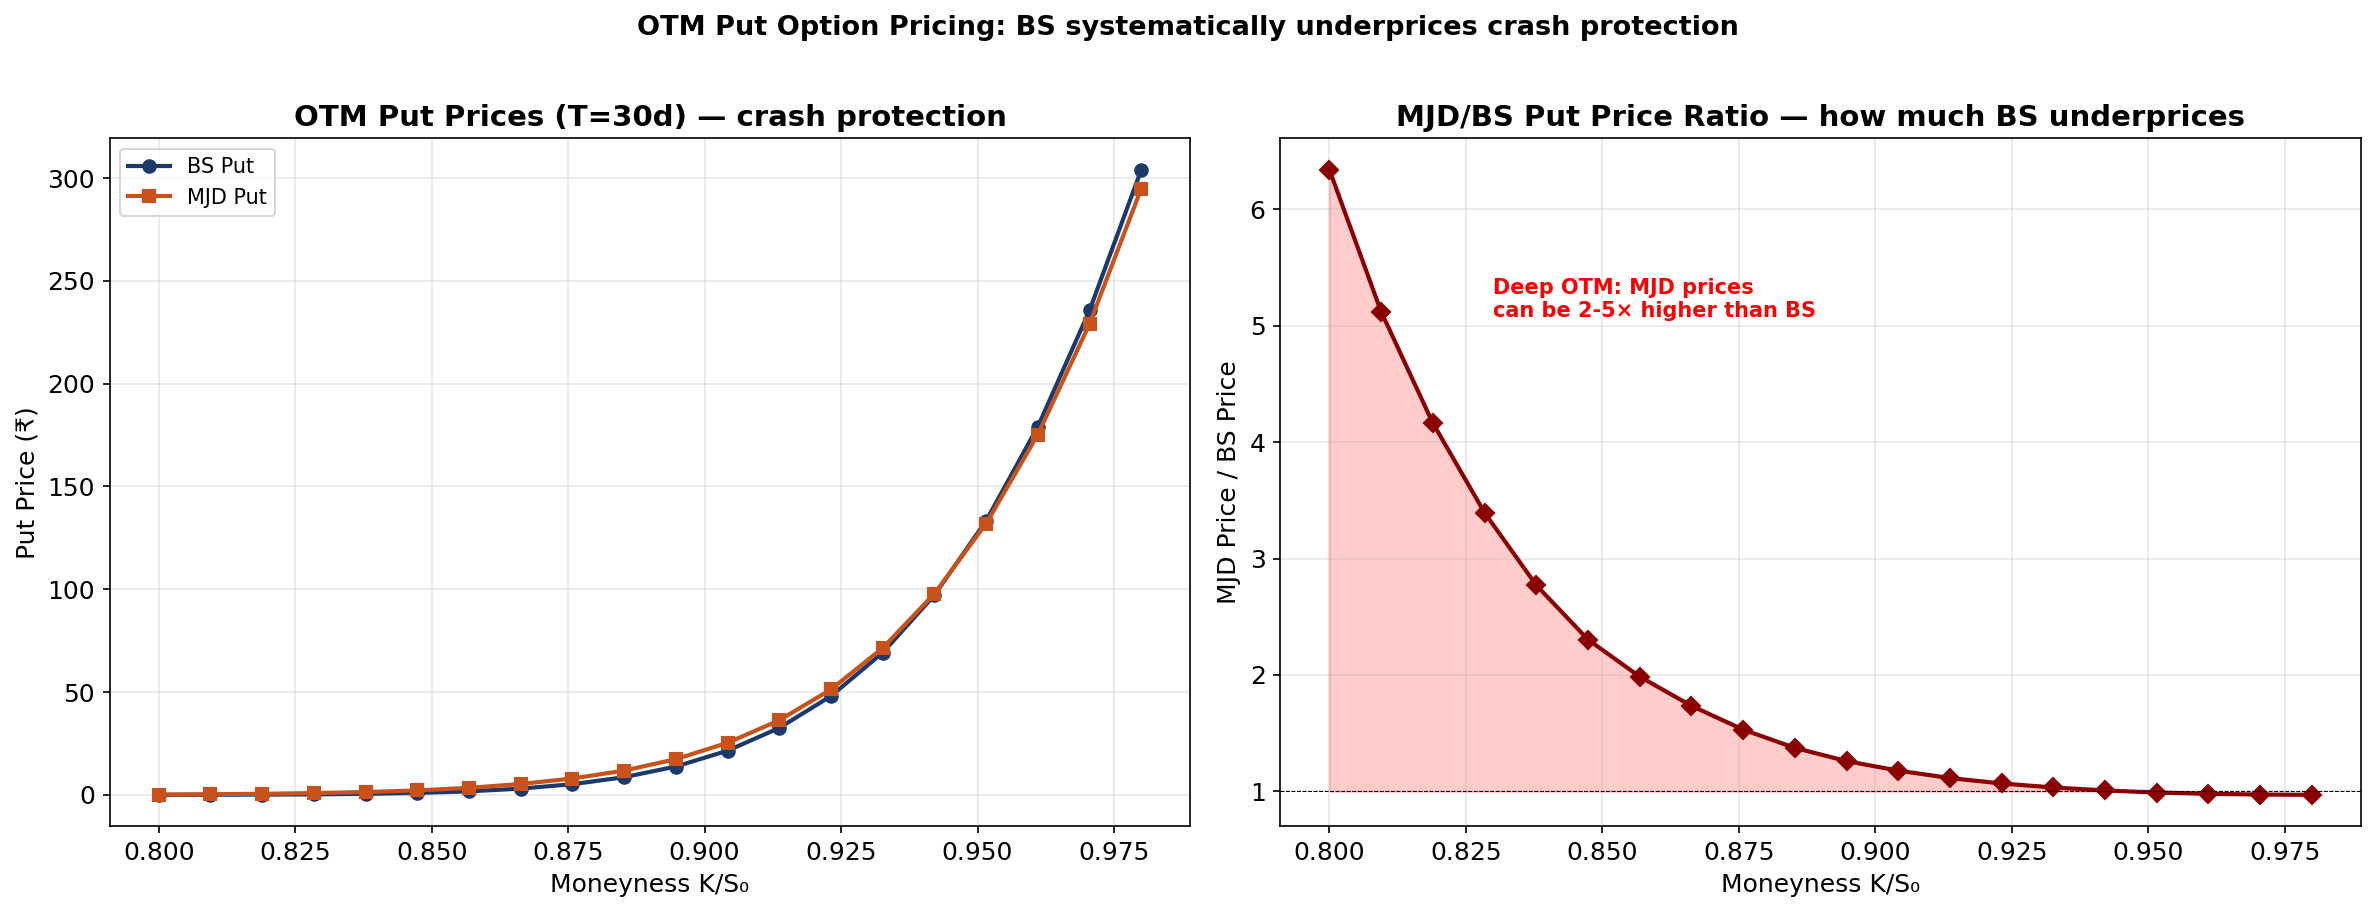 OTM Put Option Pricing: BS systematically underprices crash protection
OTM Put Prices (T=30d) — crash protection
BS Put
MJD Put
Put Price (₹)
300
250
200
150
100
50
0
0.800 0.825 0.850 0.875 0.900 0.925 0.950 0.975
Moneyness K/S₀
MJD/BS Put Price Ratio — how much BS underprices
Deep OTM: MJD prices
can be 2-5× higher than BS
MJD Price / BS Price
6
5
4
3
2
1
0.800 0.825 0.850 0.875 0.900 0.925 0.950 0.975
Moneyness K/S₀